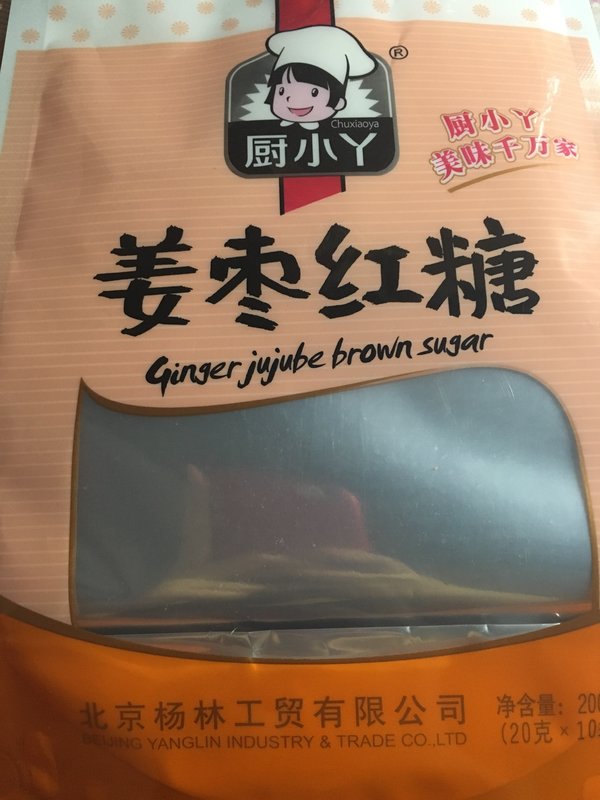 ®
Chuxiaoya
厨小丫
厨小丫
美味千万家
姜枣红糖
Ginger jujube brown sugar
北京杨林工贸有限公司
BEIJING YANGLIN INDUSTRY & TRADE CO.,LTD
净含量: 200
(20克×10